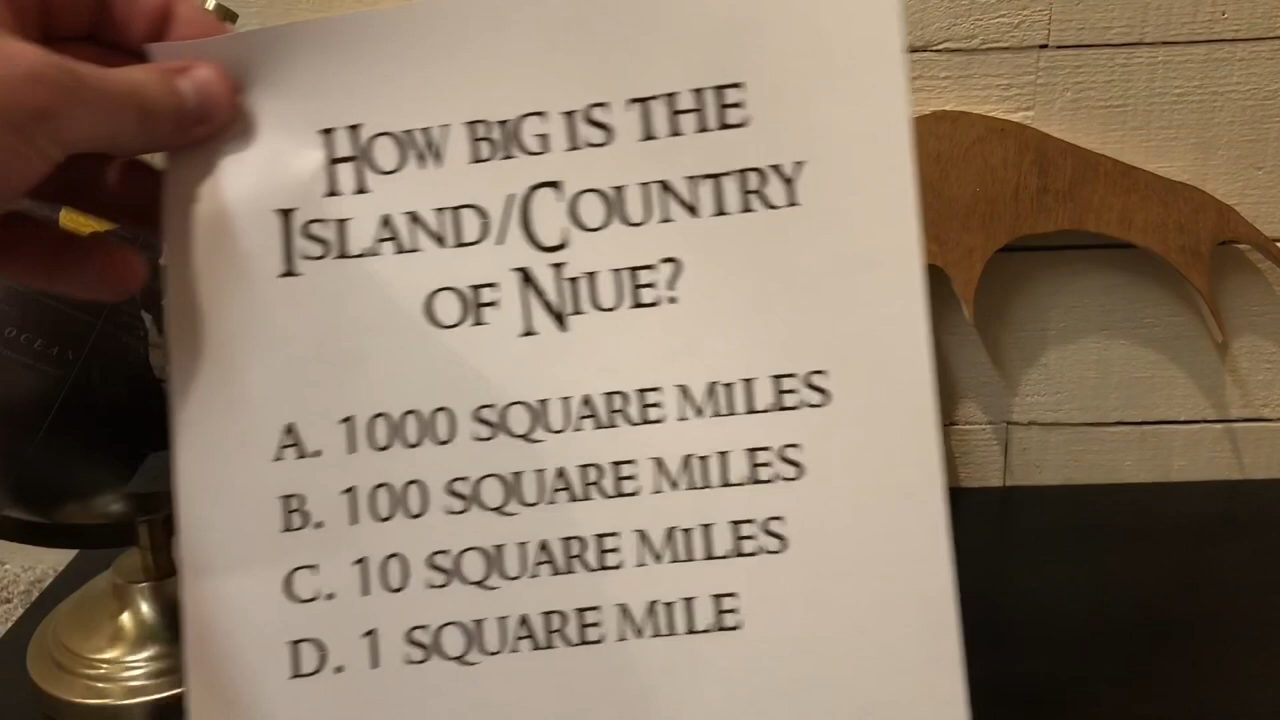 HOW BIG IS THE
ISLAND/COUNTRY
OF NIUE?
A. 1000 SQUARE MILES
B. 100 SQUARE MILES
C. 10 SQUARE MILES
D. 1 SQUARE MILE
OCEAN